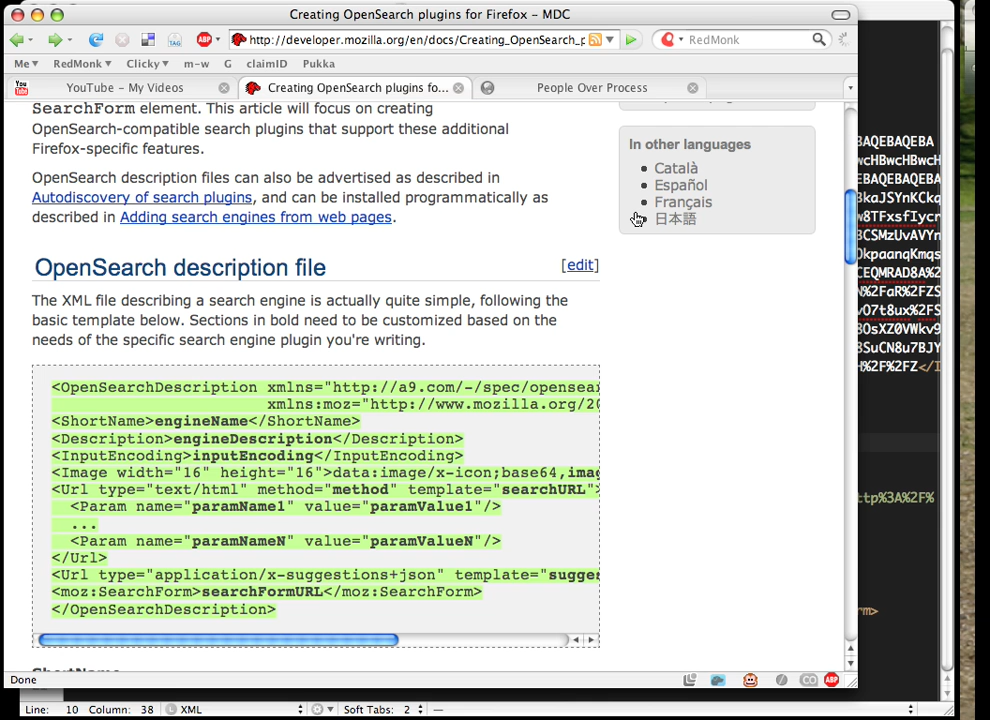 Creating OpenSearch plugins for Firefox - MDC
http://developer.mozilla.org/en/docs/Creating_OpenSearch_p
RedMonk
Me RedMonk Clicky m-w G claimID Pukka
YouTube - My Videos
Creating OpenSearch plugins fo...
People Over Process
SearchForm element. This article will focus on creating
OpenSearch-compatible search plugins that support these additional
Firefox-specific features.
OpenSearch description files can also be advertised as described in
Autodiscovery of search plugins, and can be installed programmatically as
described in Adding search engines from web pages.
In other languages
Català
Español
Français
日本語
OpenSearch description file
[edit]
The XML file describing a search engine is actually quite simple, following the
basic template below. Sections in bold need to be customized based on the
needs of the specific search engine plugin you're writing.
<OpenSearchDescription xmlns="http://a9.com/-/spec/opensear
xmlns:moz="http://www.mozilla.org/20
<ShortName>engineName</ShortName>
<Description>engineDescription</Description>
<InputEncoding>inputEncoding</InputEncoding>
<Image width="16" height="16">data:image/x-icon;base64,imag
<Url type="text/html" method="method" template="searchURL">
<Param name="paramName1" value="paramValue1"/>
...
<Param name="paramNameN" value="paramValueN"/>
</Url>
<Url type="application/x-suggestions+json" template="sugges
<moz:SearchForm>searchFormURL</moz:SearchForm>
</OpenSearchDescription>
Done
ABP
Line: 10 Column: 38 XML Soft Tabs: 2 —